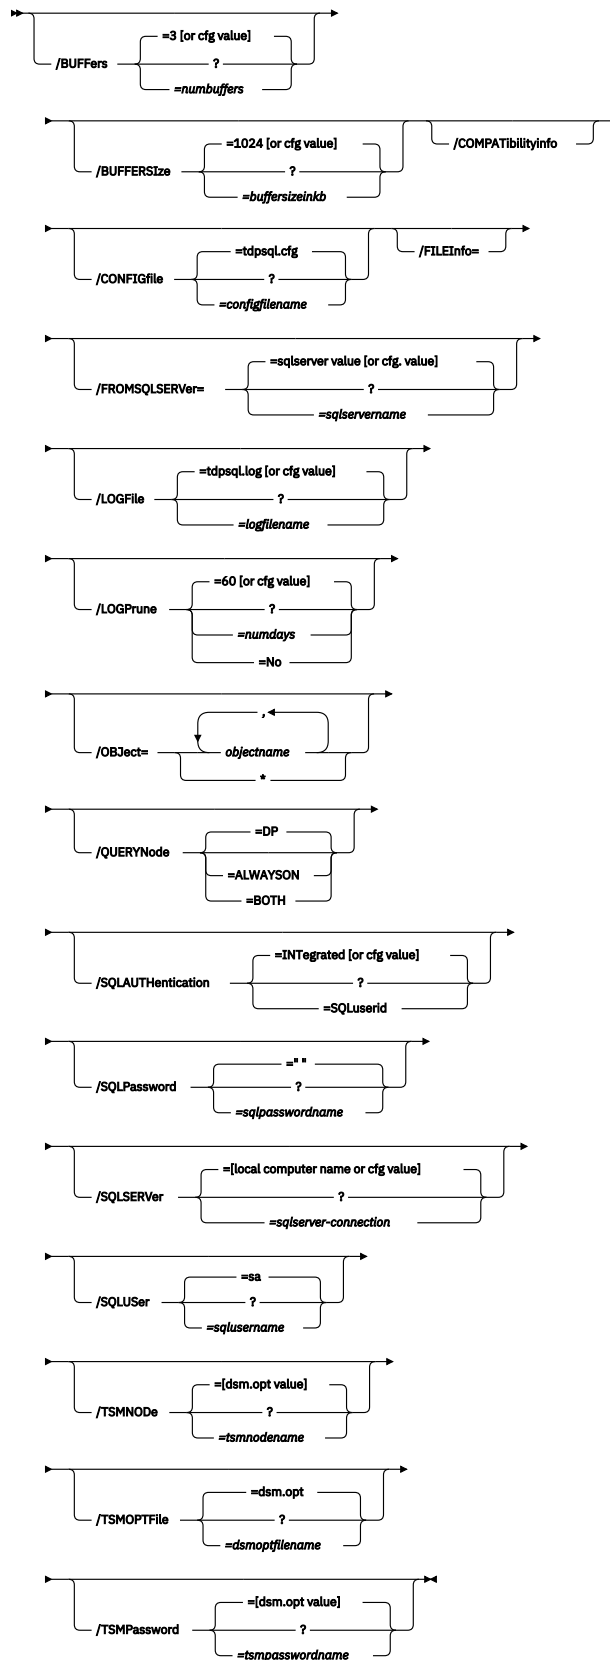 =3 [or cfg value]
/BUFFers ?
=numbuffers
=1024 [or cfg value] /COMPATibilityinfo
/BUFFERSIze ?
=buffersizeinkb
=tdpsql.cfg /FILEInfo=
/CONFIGfile ?
=configfilename
=sqlserver value [or cfg. value]
/FROMSQLSERVer= ?
=sqlservername
=tdpsql.log [or cfg value]
/LOGFile ?
=logfilename
=60 [or cfg value]
/LOGPrune ?
=numdays
=No
,
/OBJect= objectname
*
=DP
/QUERYNode
=ALWAYSON
=BOTH
=INTegrated [or cfg value]
/SQLAUTHentication ?
=SQLuserid
=" "
/SQLPassword ?
=sqlpasswordname
=[local computer name or cfg value]
/SQLSERVer ?
=sqlserver-connection
=sa
/SQLUSer ?
=sqlusername
=[dsm.opt value]
/TSMNODe ?
=tsmnodename
=dsm.opt
/TSMOPTFile ?
=dsmoptfilename
=[dsm.opt value]
/TSMPassword ?
=tsmpasswordname